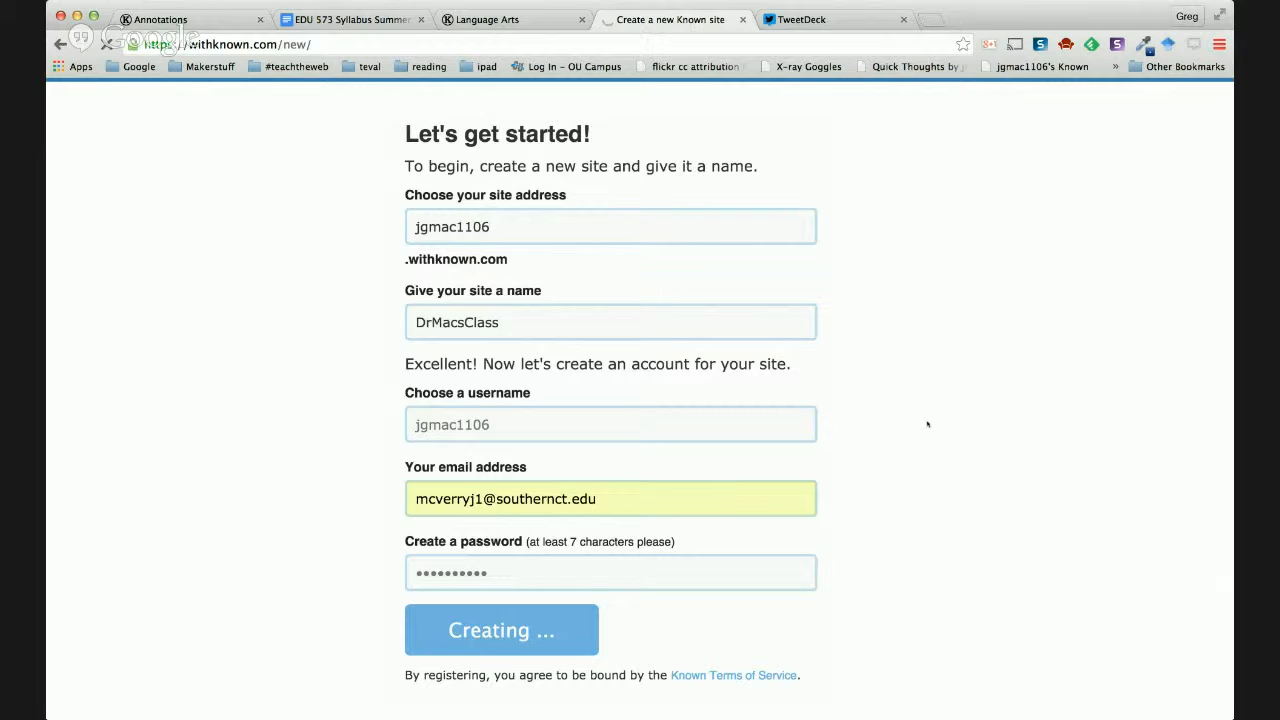 Annotations
EDU 573 Syllabus Summer
Language Arts
Create a new Known site
TweetDeck
Greg
Google
https://withknown.com/new/
Apps
Google
Makerstuff
#teachtheweb
teval
reading
ipad
Log In - OU Campus
flickr cc attribution
X-ray Goggles
Quick Thoughts by j
jgmac1106's Known
»
Other Bookmarks
Let's get started!
To begin, create a new site and give it a name.
Choose your site address
jgmac1106
.withknown.com
Give your site a name
DrMacsClass
Excellent! Now let's create an account for your site.
Choose a username
jgmac1106
Your email address
mcverryj1@southernct.edu
Create a password (at least 7 characters please)
••••••••••
Creating ...
By registering, you agree to be bound by the Known Terms of Service.